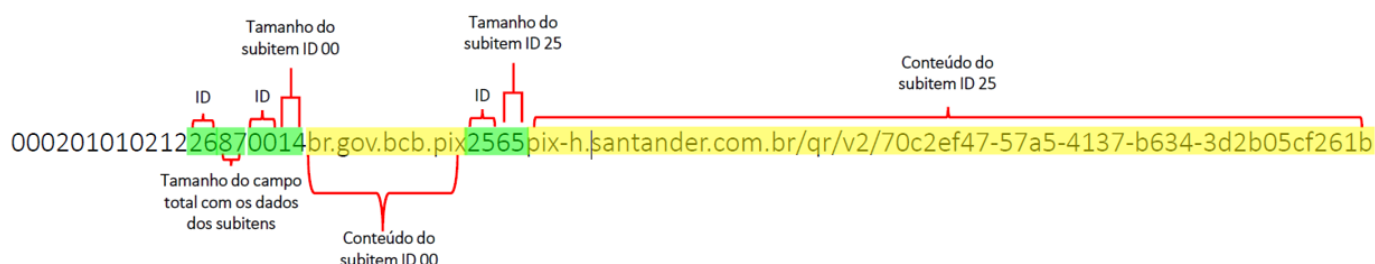 Tamanho do
subitem ID 00
Tamanho do
subitem ID 25
Conteúdo do
subitem ID 25
ID
ID
ID
00020101021226870014br.gov.bcb.pix2565pix-h.santander.com.br/qr/v2/70c2ef47-57a5-4137-b634-3d2b05cf261b
Tamanho do campo
total com os dados
dos subitens
Conteúdo do
subitem ID 00